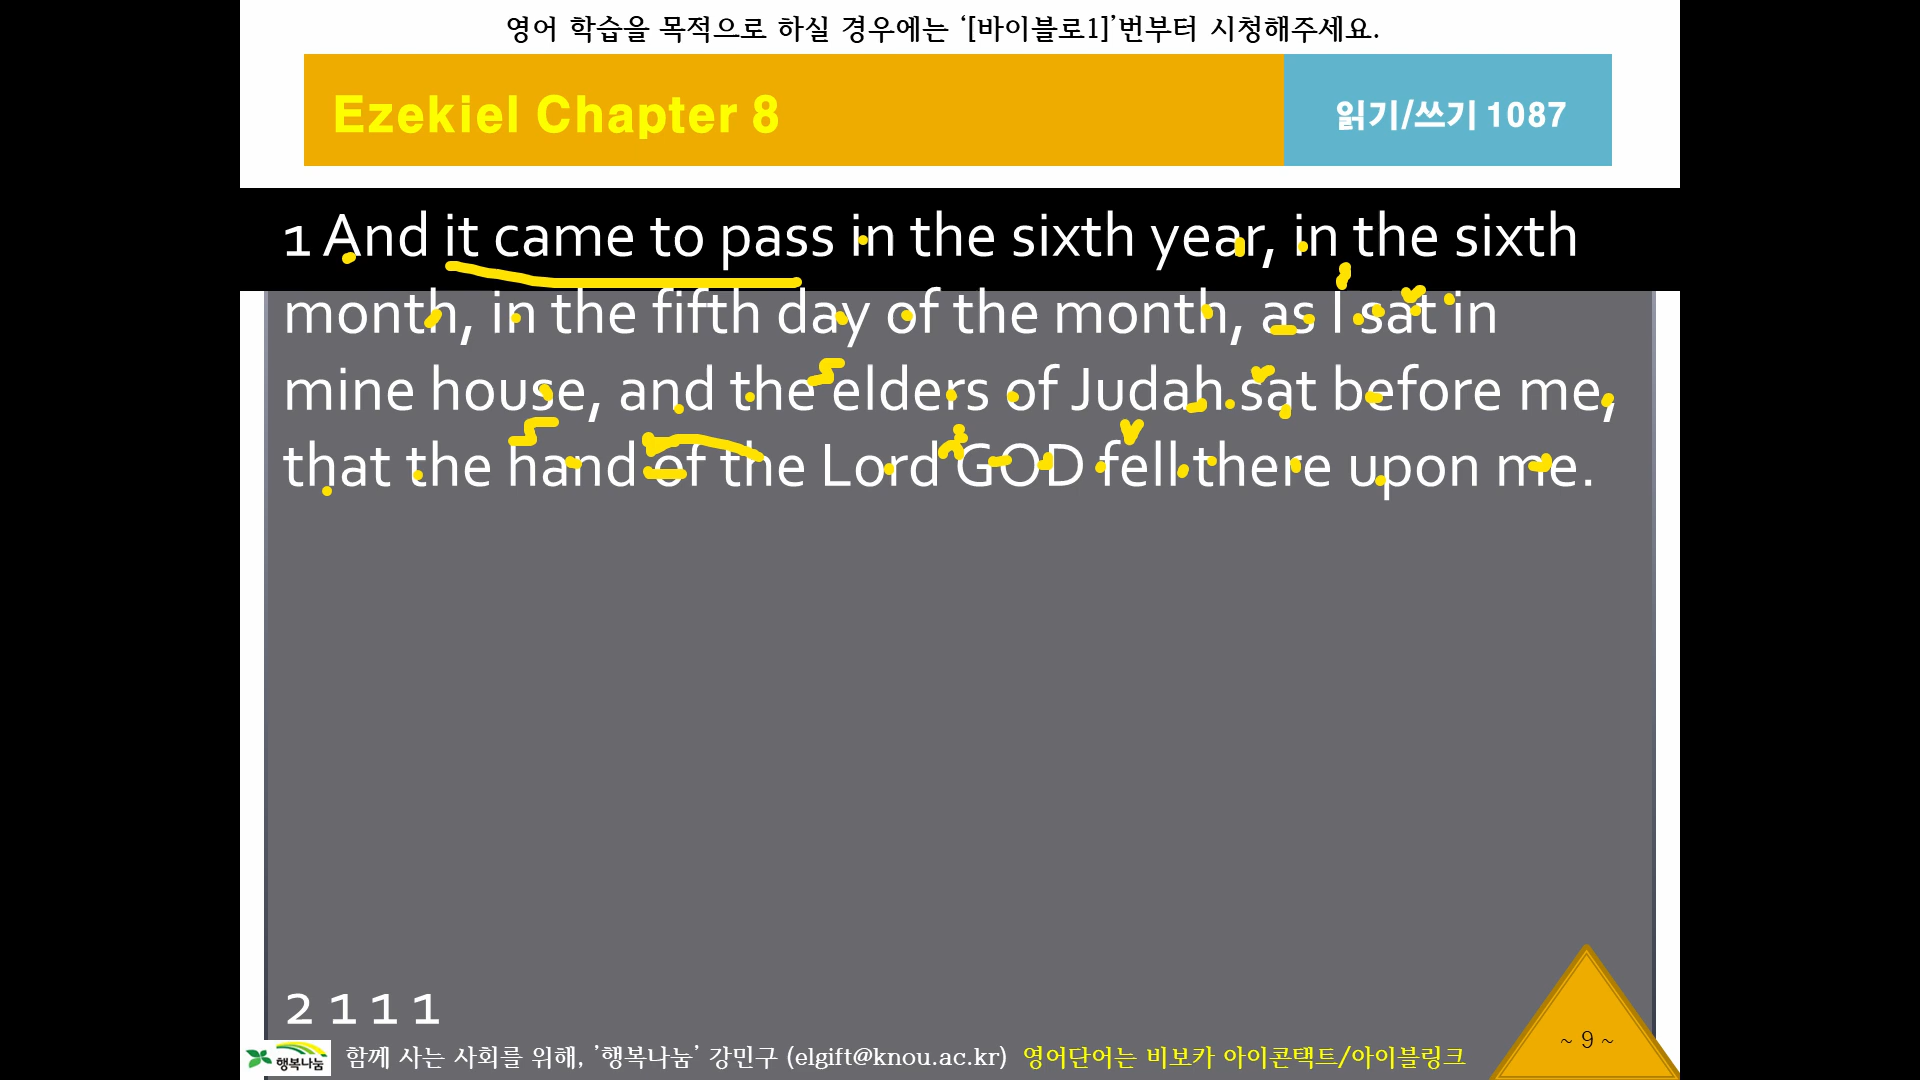 영어 학습을 목적으로 하실 경우에는 ‘[바이블로1]’번부터 시청해주세요.
Ezekiel Chapter 8
읽기/쓰기 1087
1 And it came to pass in the sixth year, in the sixth
month, in the fifth day of the month, as I sat in
mine house, and the elders of Judah sat before me,
that the hand of the Lord GOD fell there upon me.
2 1 1 1
~ 9 ~
행복나눔
함께 사는 사회를 위해, ’행복나눔’ 강민구 (elgift@knou.ac.kr) 영어단어는 비보카 아이콘택트/아이블링크